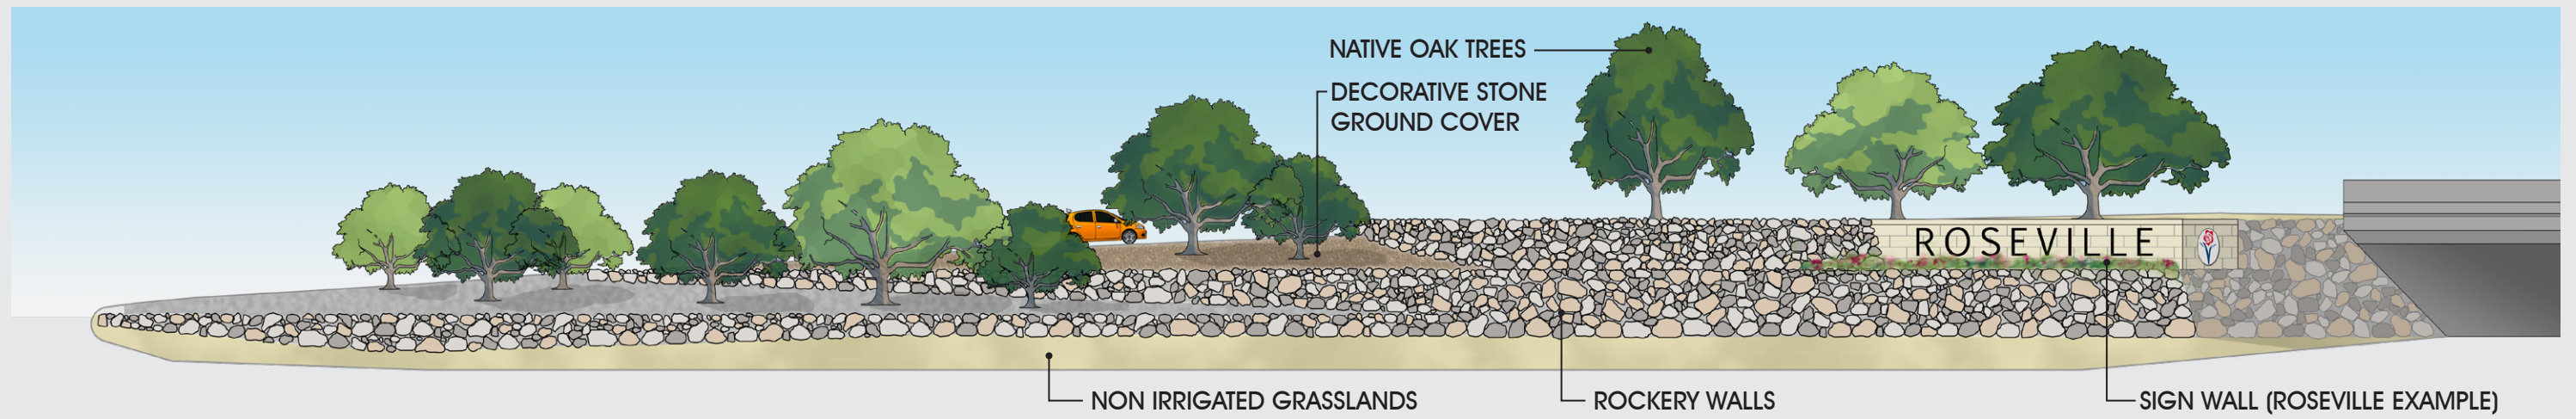 NATIVE OAK TREES
DECORATIVE STONE
GROUND COVER
ROSEVILLE
NON IRRIGATED GRASSLANDS
ROCKERY WALLS
SIGN WALL (ROSEVILLE EXAMPLE)